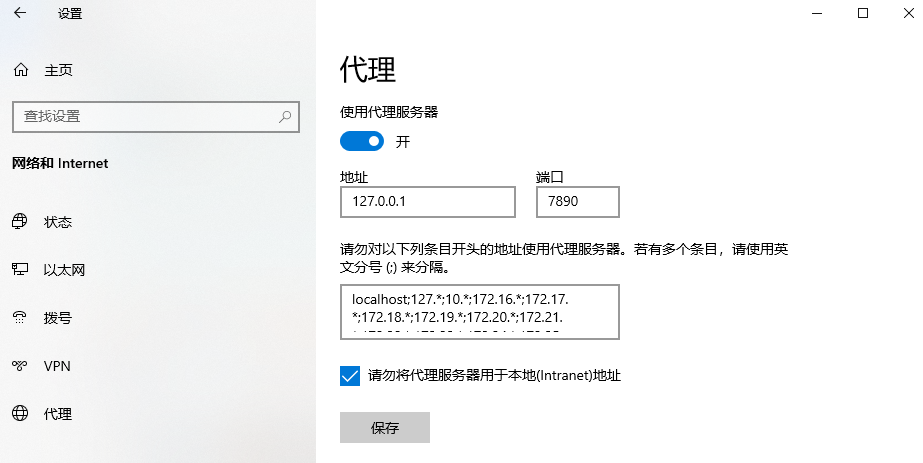 设置
主页
查找设置
网络和 Internet
状态
以太网
拨号
VPN
代理
代理
使用代理服务器
开
地址
端口
127.0.0.1
7890
请勿对以下列条目开头的地址使用代理服务器。若有多个条目，请使用英
文分号 (;) 来分隔。
localhost;127.*;10.*;172.16.*;172.17.
*;172.18.*;172.19.*;172.20.*;172.21.
请勿将代理服务器用于本地(Intranet)地址
保存